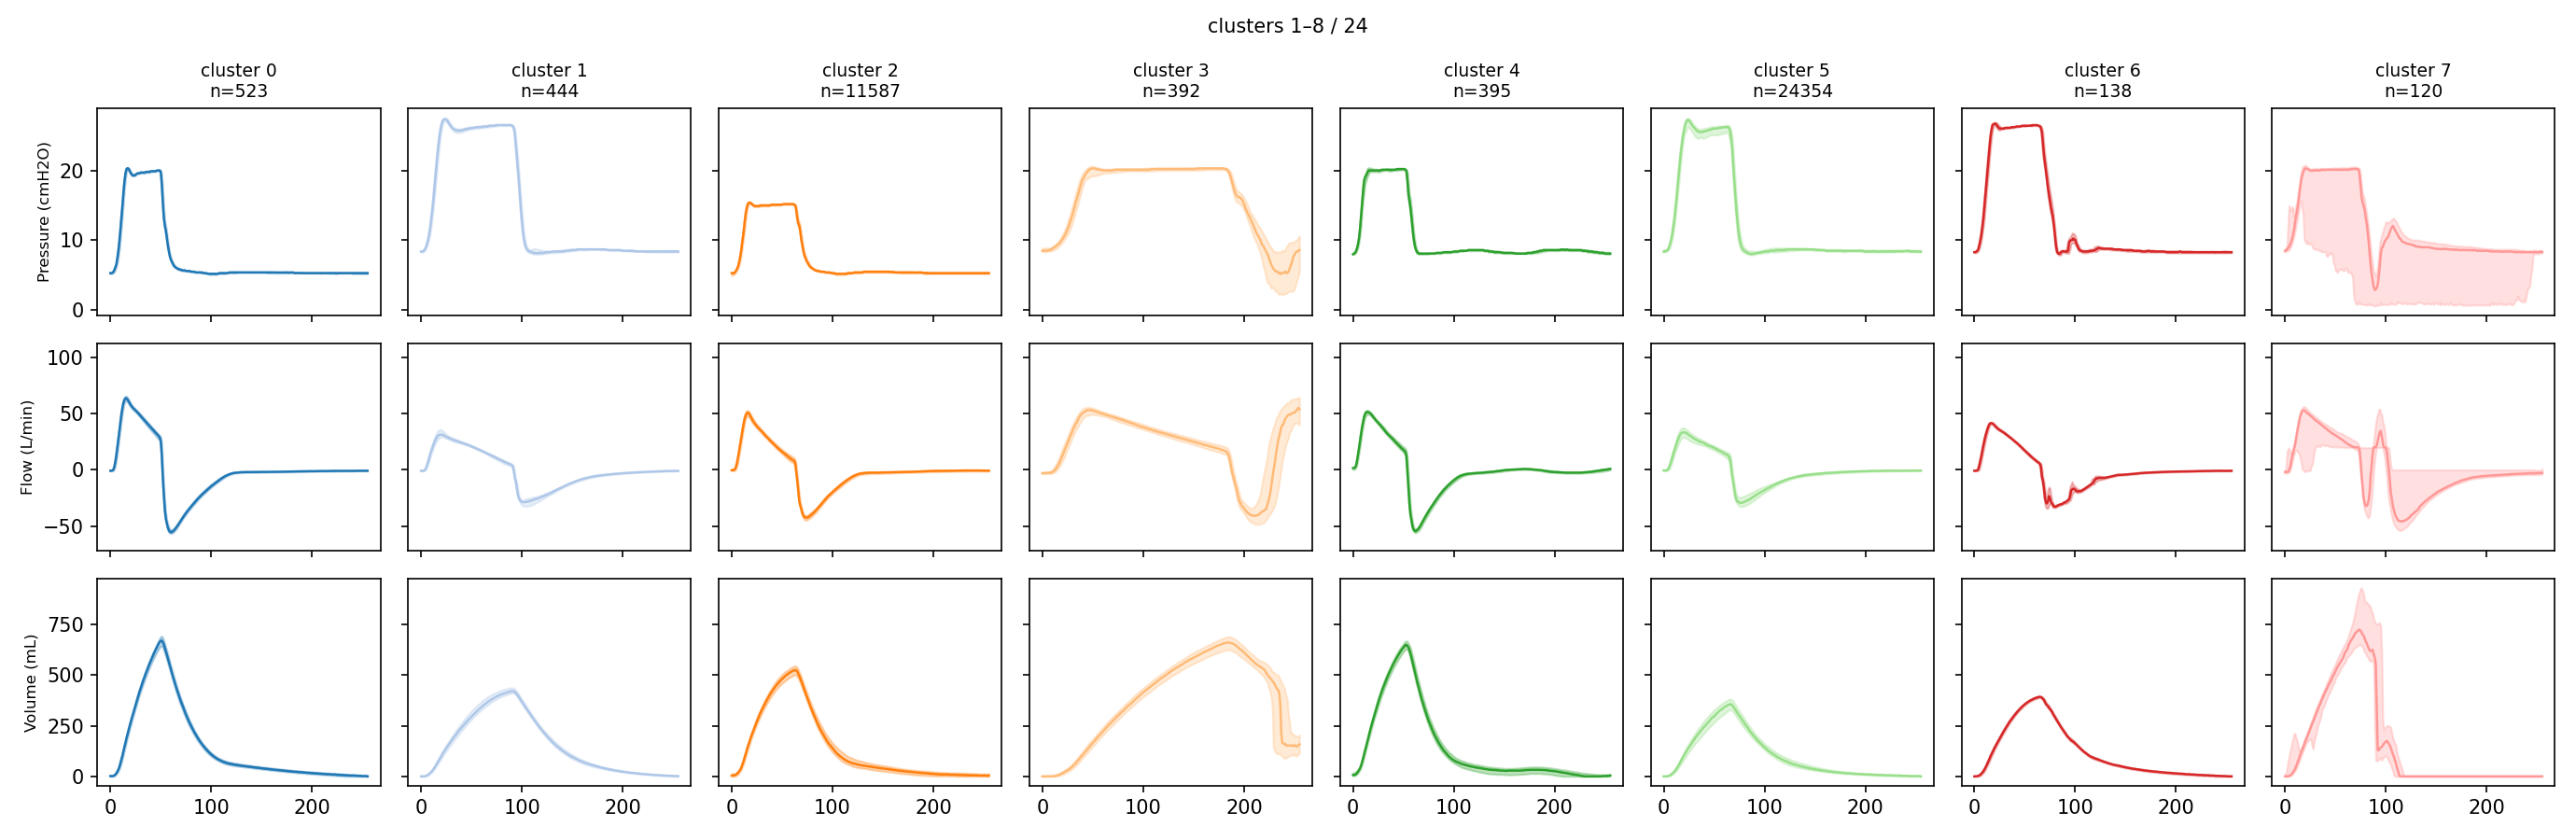 clusters 1–8 / 24
cluster 0
n=523
cluster 1
n=444
cluster 2
n=11587
cluster 3
n=392
cluster 4
n=395
cluster 5
n=24354
cluster 6
n=138
cluster 7
n=120
Pressure (cmH2O)
20
10
0
Flow (L/min)
100
50
0
−50
Volume (mL)
750
500
250
0
0 100 200
0 100 200
0 100 200
0 100 200
0 100 200
0 100 200
0 100 200
0 100 200